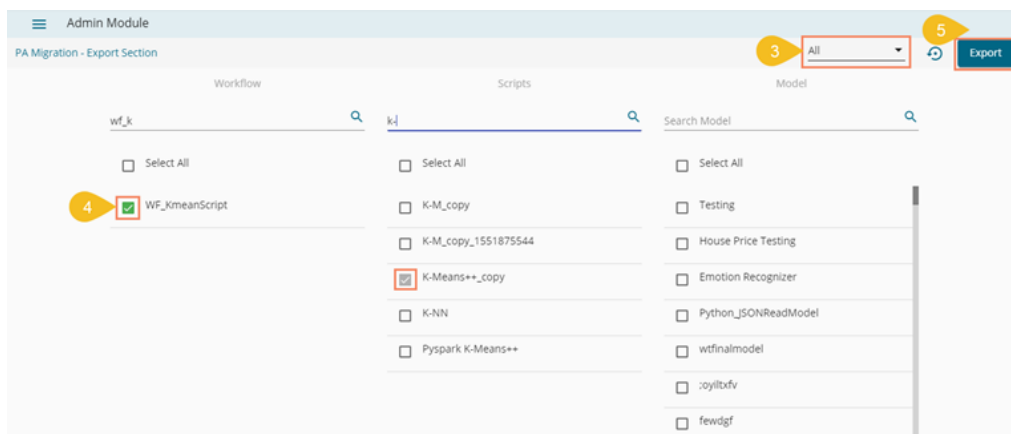 Admin Module
5
PA Migration - Export Section
3
All
Export
Workflow
Scripts
Model
wf_k
k-
Search Model
Select All
Select All
Select All
4
WF_KmeanScript
K-M_copy
Testing
K-M_copy_1551875544
House Price Testing
K-Means++_copy
Emotion Recognizer
K-NN
Python_JSONReadModel
Pyspark K-Means++
wtfinalmodel
;oyiltxfv
fewdgf